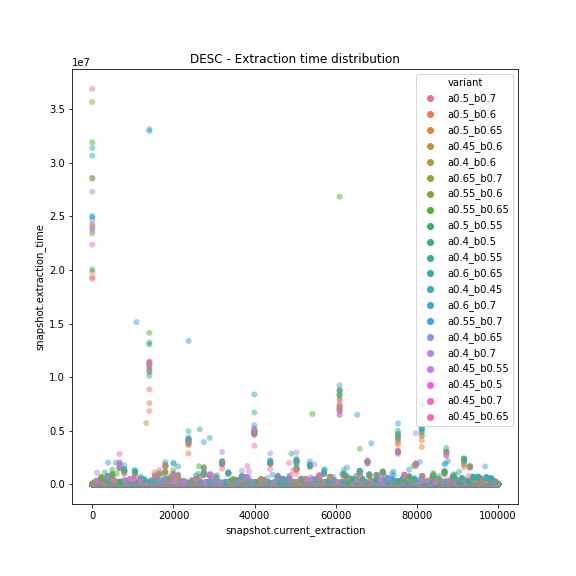 DESC - Extraction time distribution
1e7
3.5
3.0
2.5
2.0
1.5
1.0
0.5
0.0
snapshot.extraction_time
0
20000
40000
60000
80000
100000
snapshot.current_extraction
variant
a0.5_b0.7
a0.5_b0.6
a0.5_b0.65
a0.45_b0.6
a0.4_b0.6
a0.65_b0.7
a0.55_b0.6
a0.55_b0.65
a0.5_b0.55
a0.4_b0.5
a0.4_b0.55
a0.6_b0.65
a0.4_b0.45
a0.6_b0.7
a0.55_b0.7
a0.4_b0.65
a0.4_b0.7
a0.45_b0.55
a0.45_b0.5
a0.45_b0.7
a0.45_b0.65